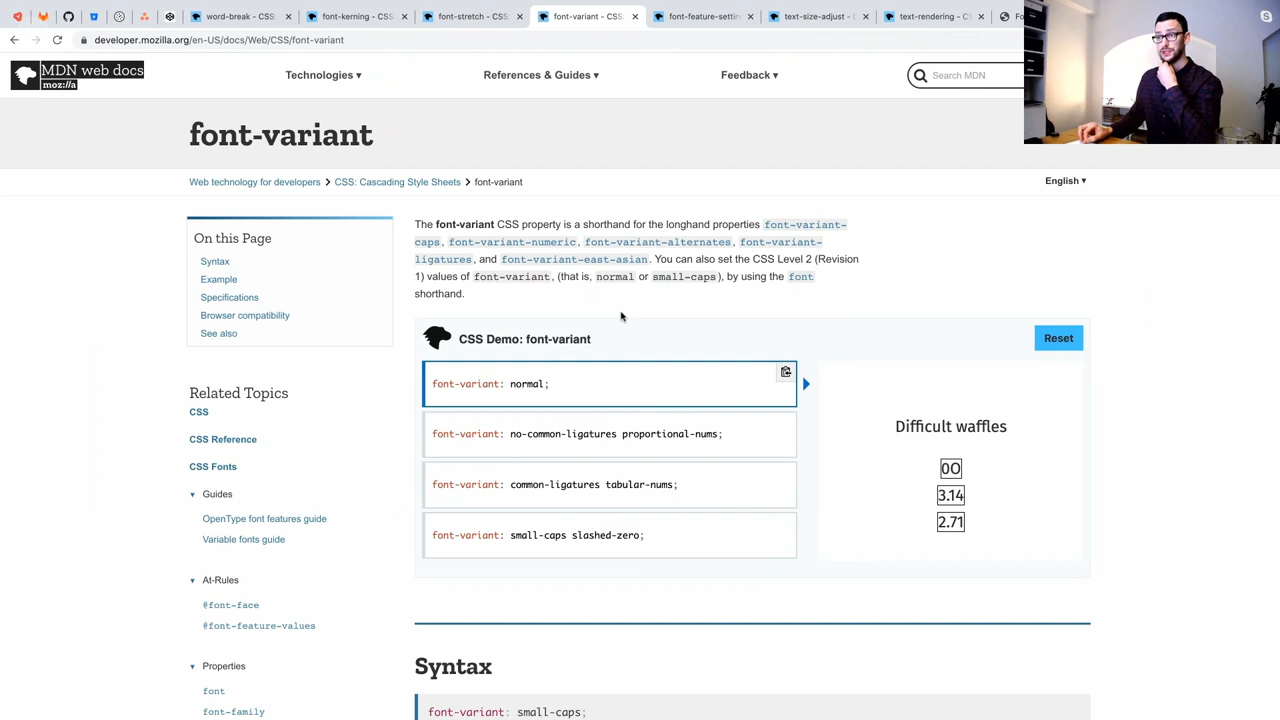 word-break - CSS:
font-kerning - CSS
font-stretch - CSS:
font-variant - CSS:
font-feature-settin
text-size-adjust -
text-rendering - CS
Fo
developer.mozilla.org/en-US/docs/Web/CSS/font-variant
MDN web docs
moz://a
Technologies ▾
References & Guides ▾
Feedback ▾
Search MDN
font-variant
Web technology for developers
CSS: Cascading Style Sheets
font-variant
English ▾
On this Page
Syntax
Example
Specifications
Browser compatibility
See also
Related Topics
CSS
CSS Reference
CSS Fonts
Guides
OpenType font features guide
Variable fonts guide
At-Rules
@font-face
@font-feature-values
Properties
font
font-family
The font-variant CSS property is a shorthand for the longhand properties font-variant-
caps, font-variant-numeric, font-variant-alternates, font-variant-
ligatures, and font-variant-east-asian. You can also set the CSS Level 2 (Revision
1) values of font-variant, (that is, normal or small-caps), by using the font
shorthand.
CSS Demo: font-variant
Reset
font-variant: normal;
font-variant: no-common-ligatures proportional-nums;
font-variant: common-ligatures tabular-nums;
font-variant: small-caps slashed-zero;
Difficult waffles
0O
3.14
2.71
Syntax
font-variant: small-caps;